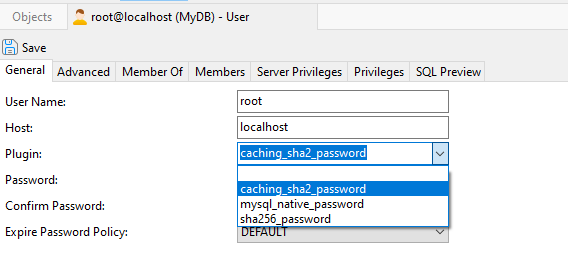 Objects
root@localhost (MyDB) - User
Save
General Advanced Member Of Members Server Privileges Privileges SQL Preview
User Name: root
Host: localhost
Plugin: caching_sha2_password
Password:
caching_sha2_password
mysql_native_password
Confirm Password:
sha256_password
Expire Password Policy: DEFAULT